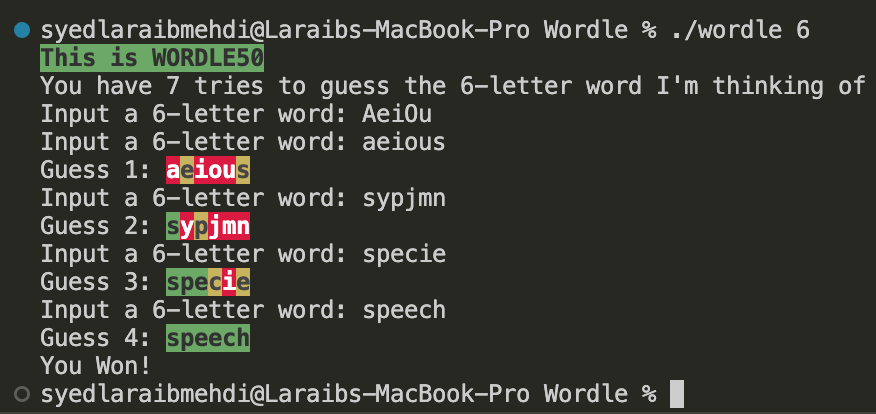 syedlaraibmehdi@Laraibs-MacBook-Pro Wordle % ./wordle 6
This is WORDLE50
You have 7 tries to guess the 6-letter word I'm thinking of
Input a 6-letter word: AeiOu
Input a 6-letter word: aeious
Guess 1: aeious
Input a 6-letter word: sypjmn
Guess 2: sypjmn
Input a 6-letter word: specie
Guess 3: specie
Input a 6-letter word: speech
Guess 4: speech
You Won!
syedlaraibmehdi@Laraibs-MacBook-Pro Wordle %